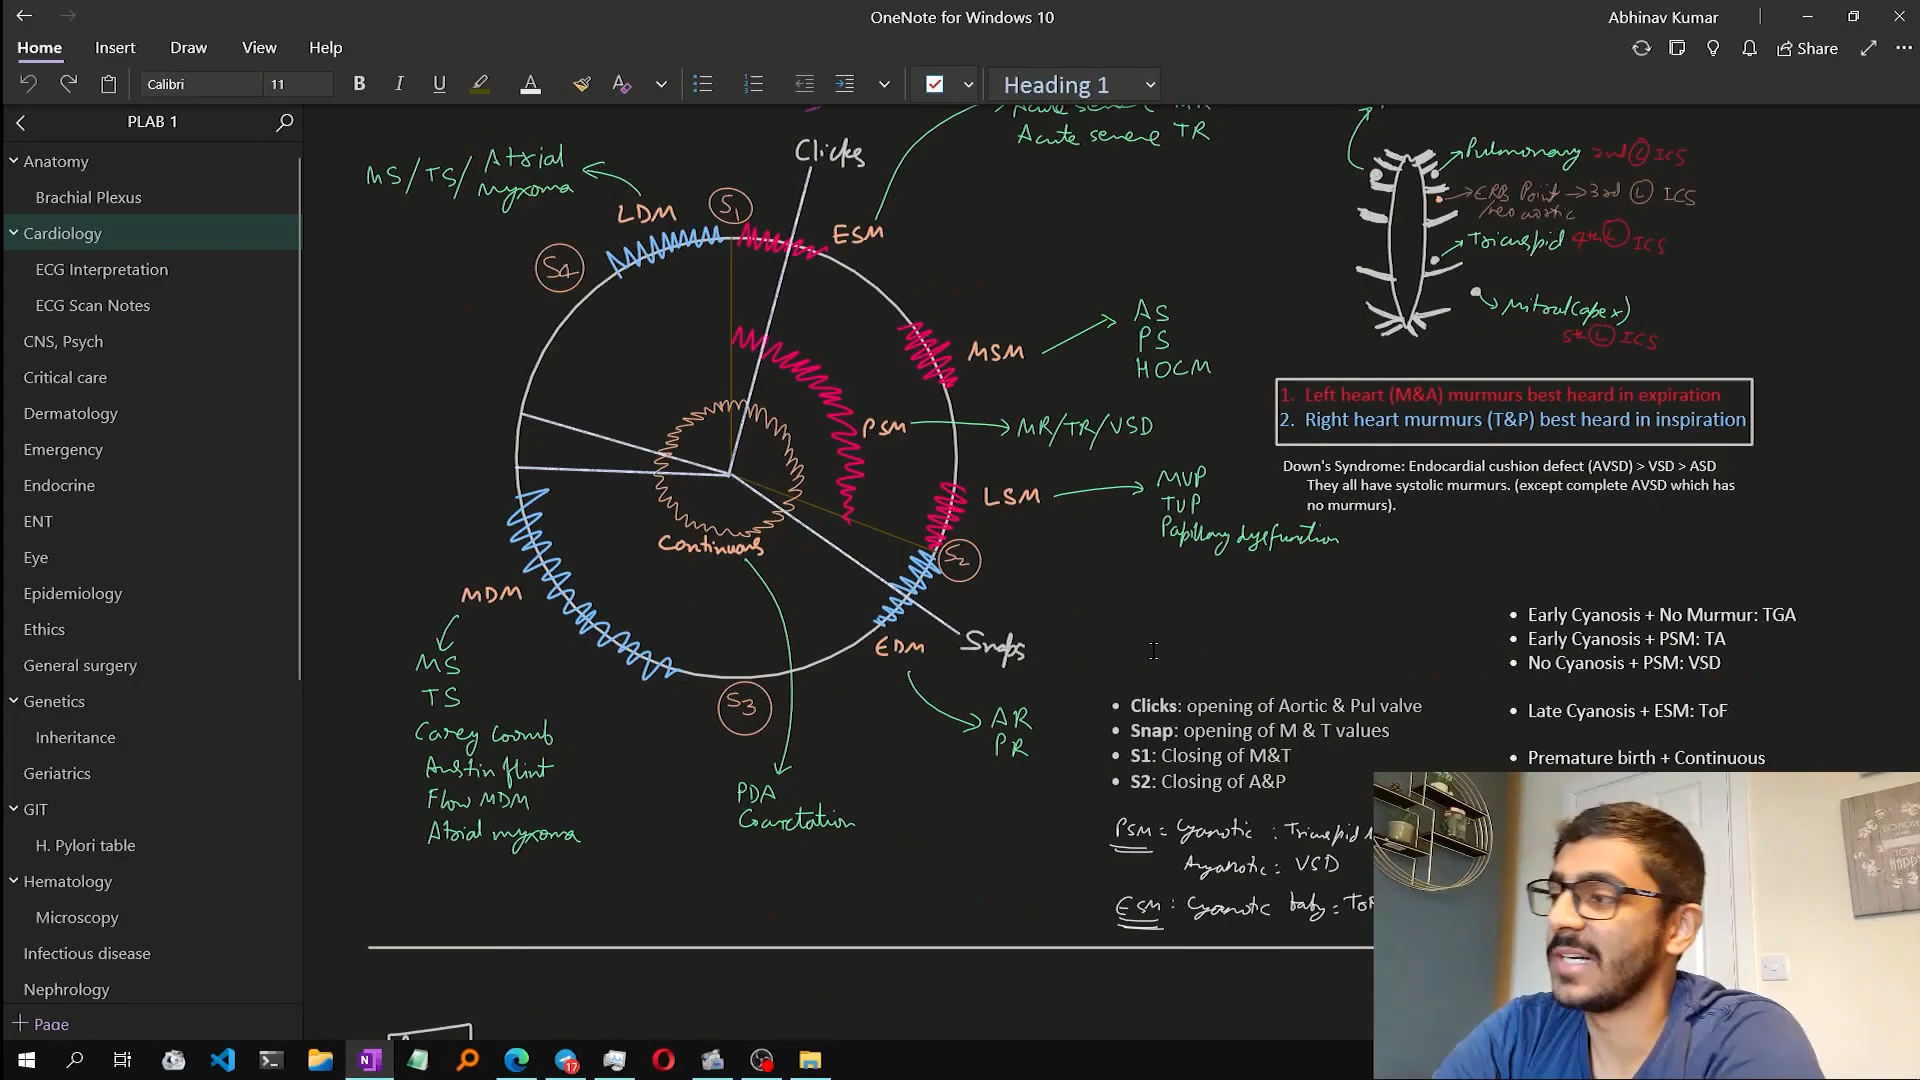 OneNote for Windows 10
Abhinav Kumar
Home Insert Draw View Help
Share
Calibri 11 B I U A Heading 1
PLAB 1
Anatomy
Brachial Plexus
Cardiology
ECG Interpretation
ECG Scan Notes
CNS, Psych
Critical care
Dermatology
Emergency
Endocrine
ENT
Eye
Epidemiology
Ethics
General surgery
Genetics
Inheritance
Geriatrics
GIT
H. Pylori table
Hematology
Microscopy
Infectious disease
Nephrology
+ Page
Acute severe MR
Acute severe TR
Clicks
MS/TS/ Atrial
myxoma
LDM
S1
ESM
S4
MSM
AS
PS
HOCM
PSM
MR/TR/VSD
LSM
MVP
TVP
Papillary dysfunction
Continuous
S2
MDM
EDM
Snaps
MS
TS
Carey Coomb
Austin flint
Flow MDM
Atrial myxoma
S3
AR
PR
PDA
Coarctation
Pulmonary 2nd L ICS
ERB Point → 3rd L ICS
/neo aortic
Tricuspid 4th L ICS
Mitral (apex)
5th L ICS
1. Left heart (M&A) murmurs best heard in expiration
2. Right heart murmurs (T&P) best heard in inspiration
Down's Syndrome: Endocardial cushion defect (AVSD) > VSD > ASD
They all have systolic murmurs. (except complete AVSD which has
no murmurs).
• Early Cyanosis + No Murmur: TGA
• Early Cyanosis + PSM: TA
• No Cyanosis + PSM: VSD
• Late Cyanosis + ESM: ToF
• Premature birth + Continuous
• Clicks: opening of Aortic & Pul valve
• Snap: opening of M & T values
• S1: Closing of M&T
• S2: Closing of A&P
PSM = Cyanotic : Tricuspid
Acyanotic : VSD
ESM : Cyanotic baby = ToF
17